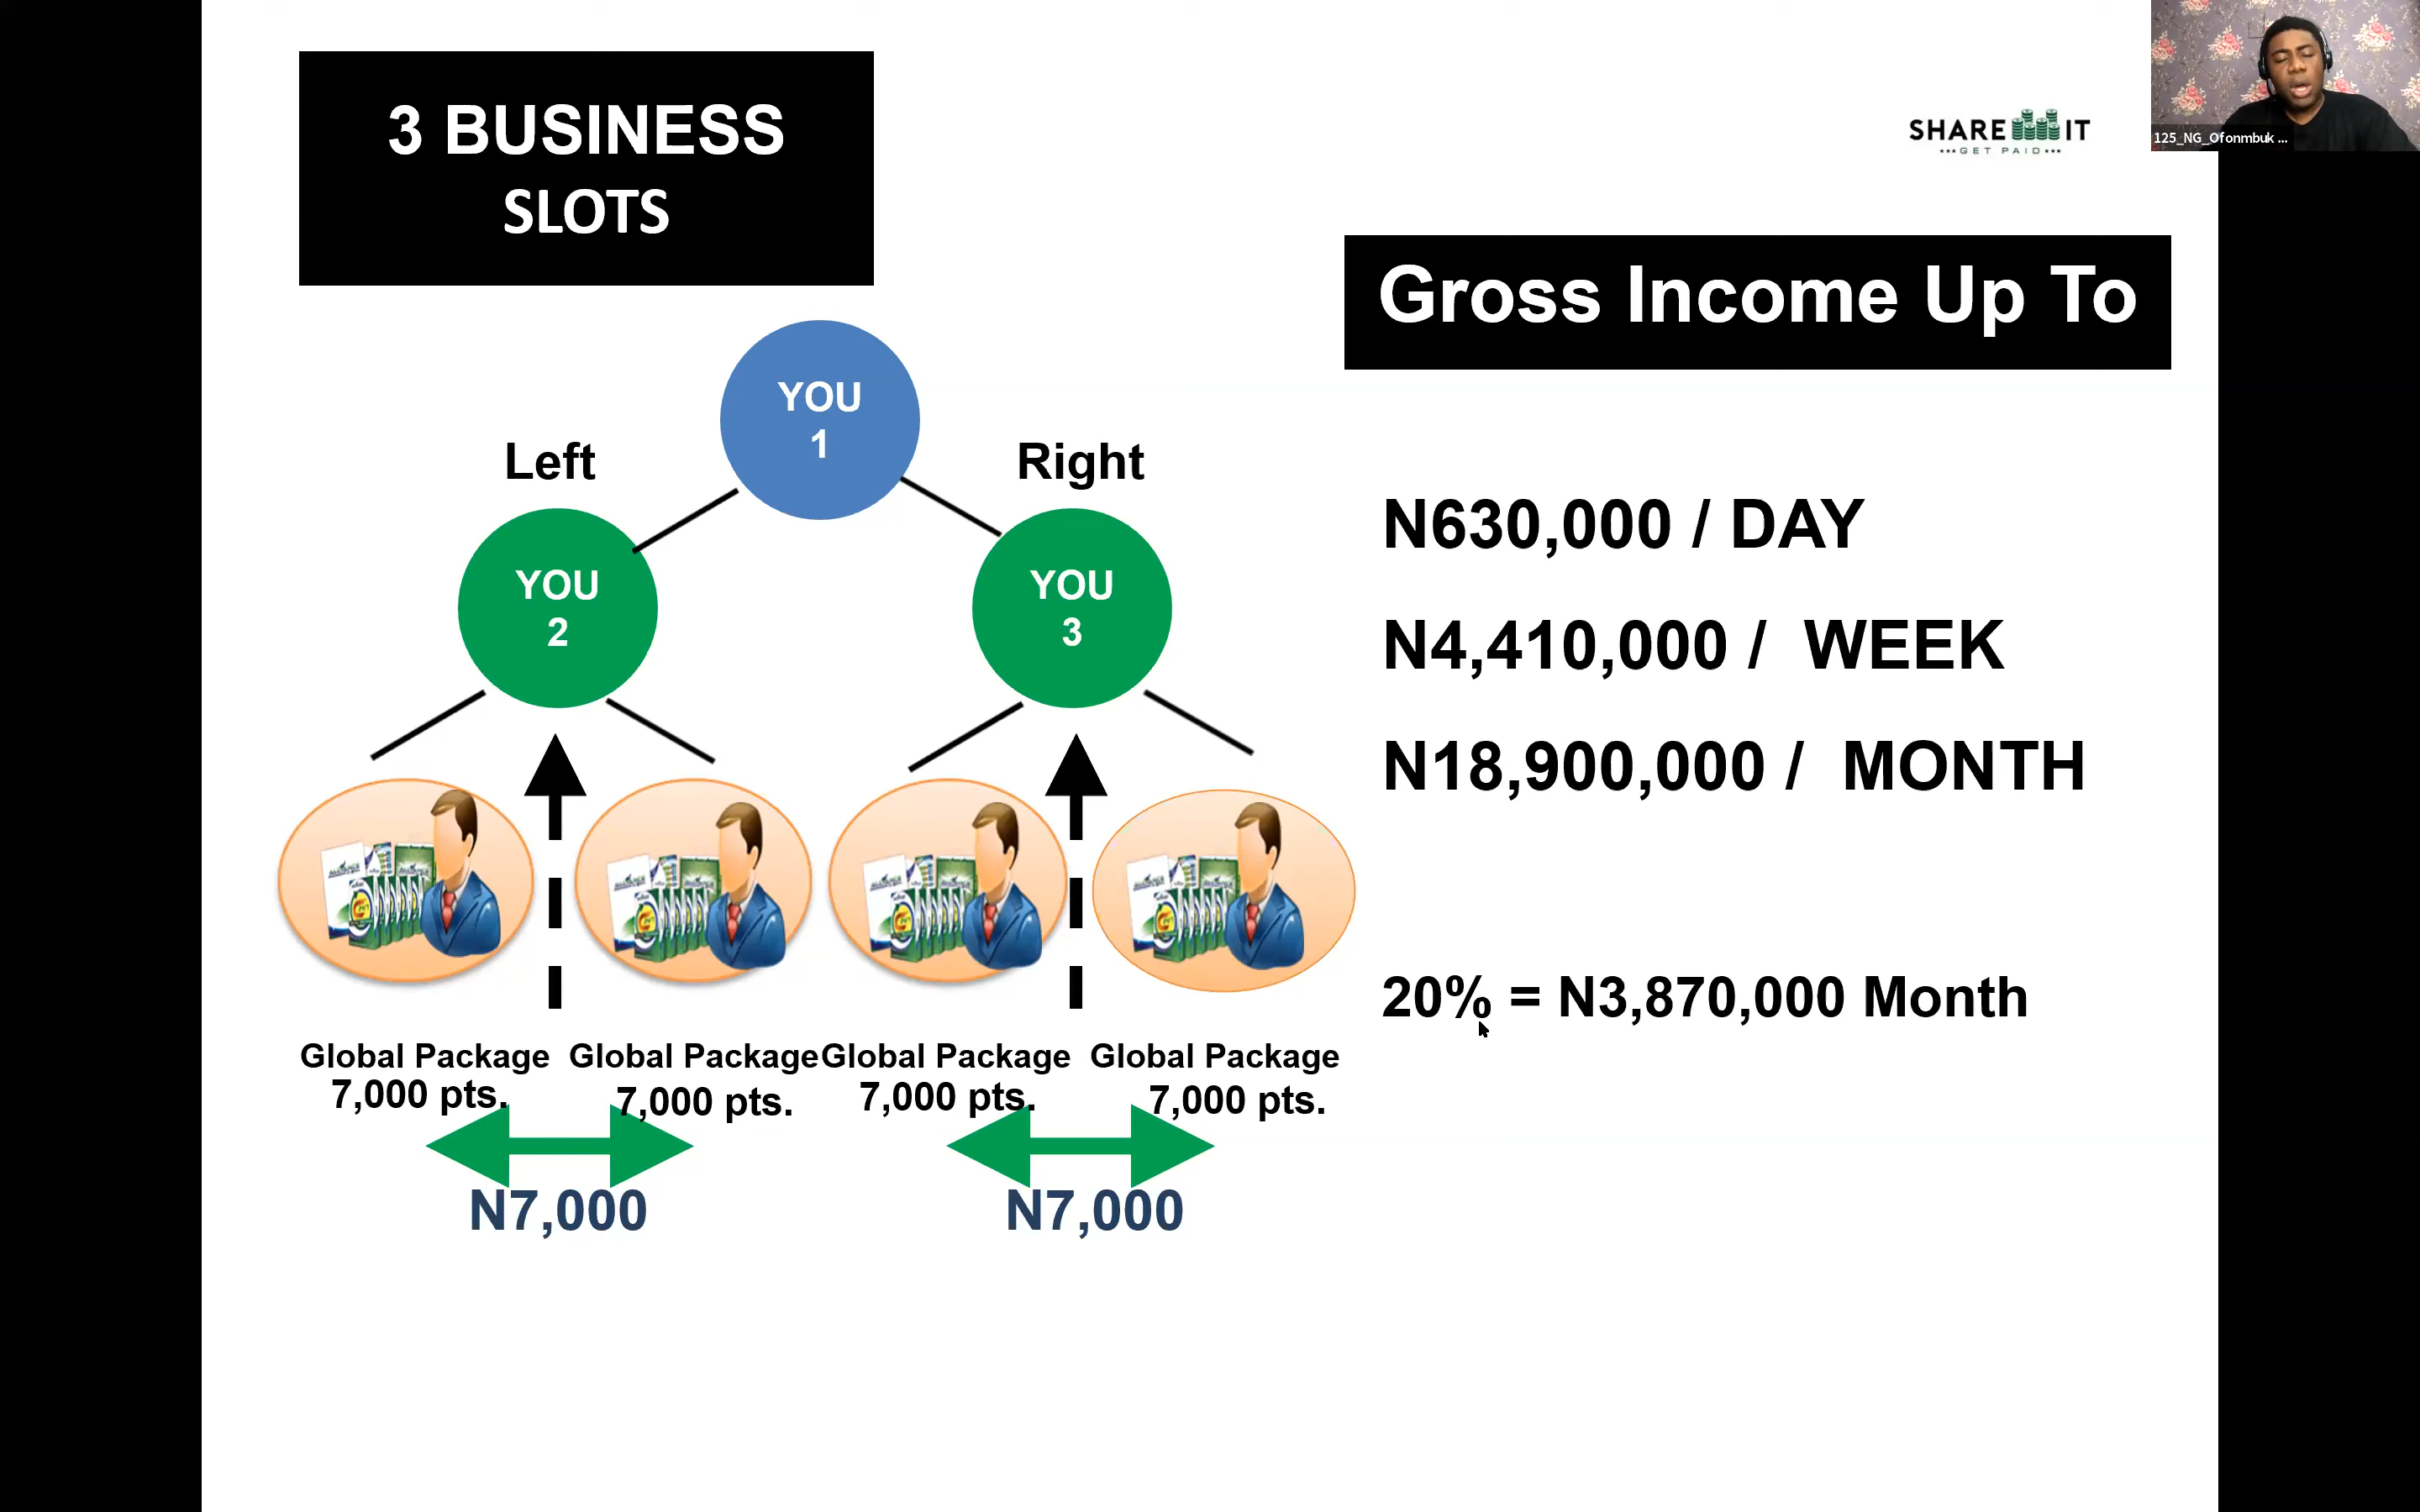 3 BUSINESS
SLOTS
SHARE IT
GET PAID
125_NG_Ofonmbuk ...
Gross Income Up To
YOU
1
Left
Right
YOU
2
YOU
3
N630,000 / DAY
N4,410,000 / WEEK
N18,900,000 / MONTH
20% = N3,870,000 Month
Global Package
7,000 pts.
Global Package
7,000 pts.
Global Package
7,000 pts.
Global Package
7,000 pts.
N7,000
N7,000